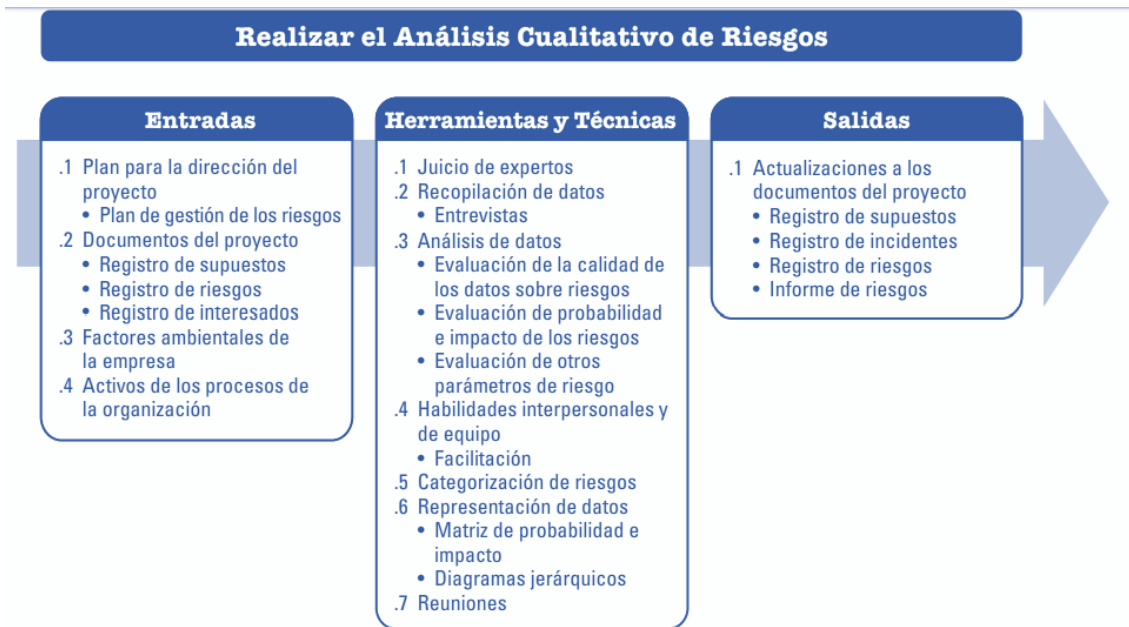 Realizar el Análisis Cualitativo de Riesgos
Entradas
.1 Plan para la dirección del
proyecto
• Plan de gestión de los riesgos
.2 Documentos del proyecto
• Registro de supuestos
• Registro de riesgos
• Registro de interesados
.3 Factores ambientales de
la empresa
.4 Activos de los procesos de
la organización
Herramientas y Técnicas
.1 Juicio de expertos
.2 Recopilación de datos
• Entrevistas
.3 Análisis de datos
• Evaluación de la calidad de
los datos sobre riesgos
• Evaluación de probabilidad
e impacto de los riesgos
• Evaluación de otros
parámetros de riesgo
.4 Habilidades interpersonales y
de equipo
• Facilitación
.5 Categorización de riesgos
.6 Representación de datos
• Matriz de probabilidad e
impacto
• Diagramas jerárquicos
.7 Reuniones
Salidas
.1 Actualizaciones a los
documentos del proyecto
• Registro de supuestos
• Registro de incidentes
• Registro de riesgos
• Informe de riesgos